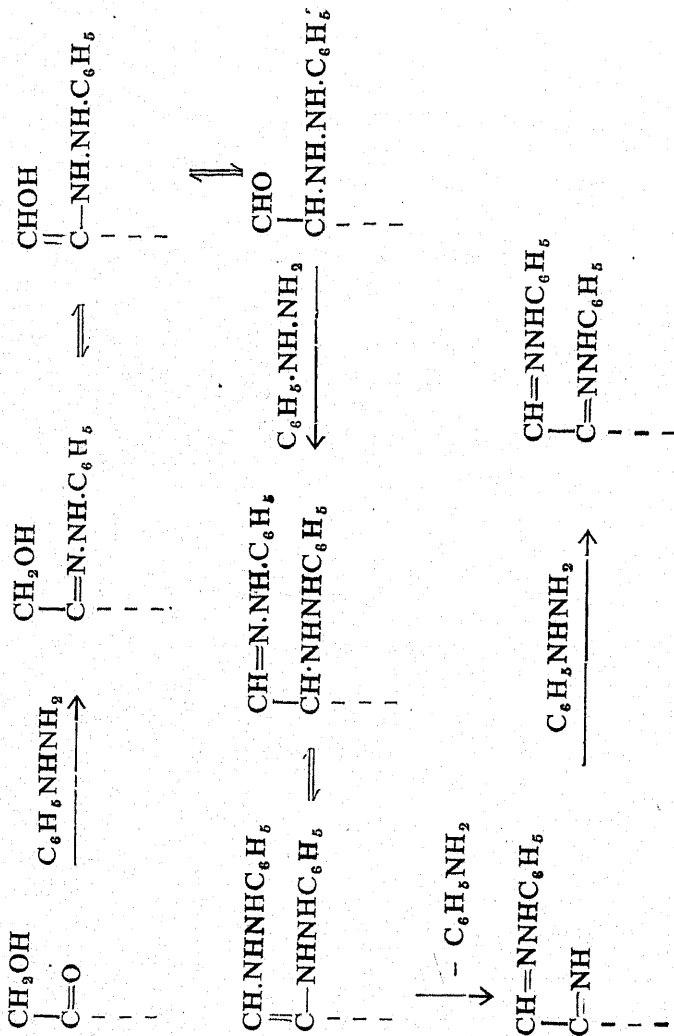 CH₂OH
C=O
C₆H₅NHNH₂
CH₂OH
C=N.NH.C₆H₅
CHOH
C—NH.NH.C₆H₅
CHO
CH.NH.NH.C₆H₅
C₆H₅.NH.NH₂
CH=N.NH.C₆H₅
CH·NHNHC₆H₅
CH.NHNHC₆H₅
C—NHNHC₆H₅
– C₆H₅NH₂
CH=NNHC₆H₅
C=NH
C₆H₅NHNH₂
CH=NNHC₆H₅
C=NNHC₆H₅